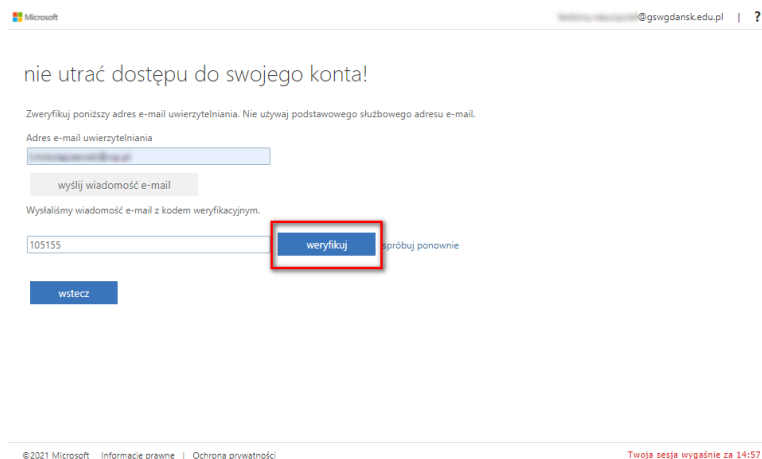 Microsoft
@gswgdansk.edu.pl | ?
nie utrać dostępu do swojego konta!
Zweryfikuj poniższy adres e-mail uwierzytelniania. Nie używaj podstawowego służbowego adresu e-mail.
Adres e-mail uwierzytelniania
wyślij wiadomość e-mail
Wysłaliśmy wiadomość e-mail z kodem weryfikacyjnym.
105155 weryfikuj spróbuj ponownie
wstecz
©2021 Microsoft Informacje prawne | Ochrona prywatności Twoja sesja wygaśnie za 14:57